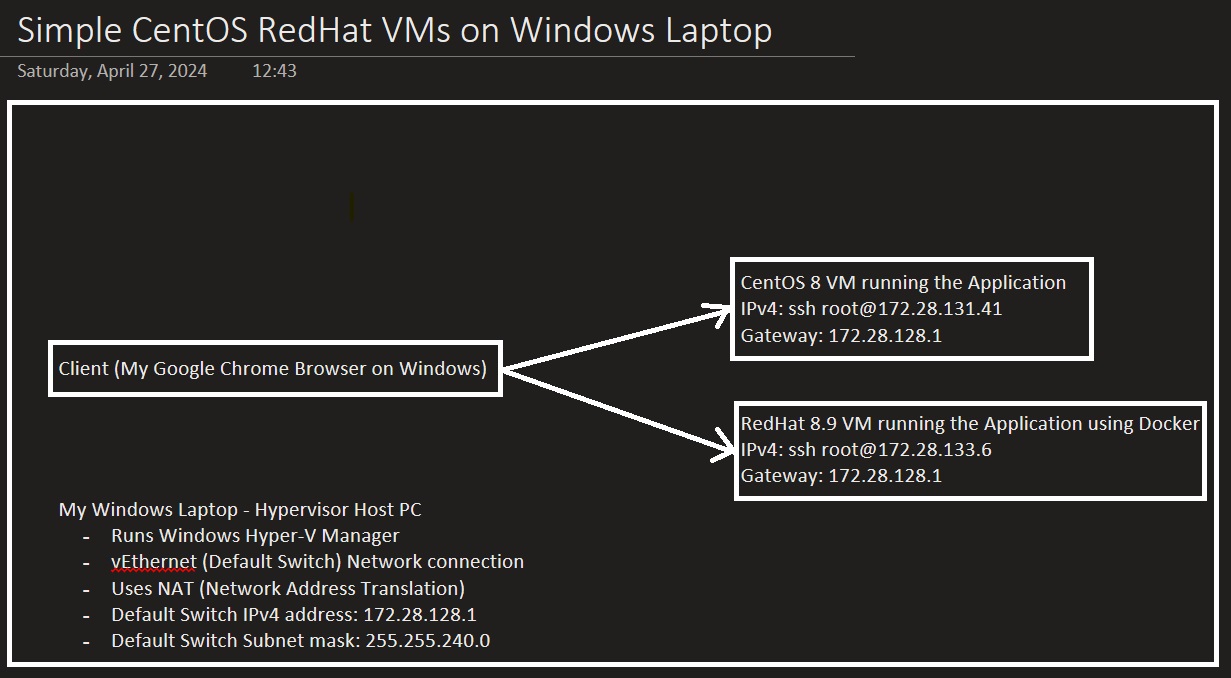 Simple CentOS RedHat VMs on Windows Laptop
Saturday, April 27, 2024 12:43
CentOS 8 VM running the Application
IPv4: ssh root@172.28.131.41
Gateway: 172.28.128.1
Client (My Google Chrome Browser on Windows)
RedHat 8.9 VM running the Application using Docker
IPv4: ssh root@172.28.133.6
Gateway: 172.28.128.1
My Windows Laptop - Hypervisor Host PC
- Runs Windows Hyper-V Manager
- vEthernet (Default Switch) Network connection
- Uses NAT (Network Address Translation)
- Default Switch IPv4 address: 172.28.128.1
- Default Switch Subnet mask: 255.255.240.0